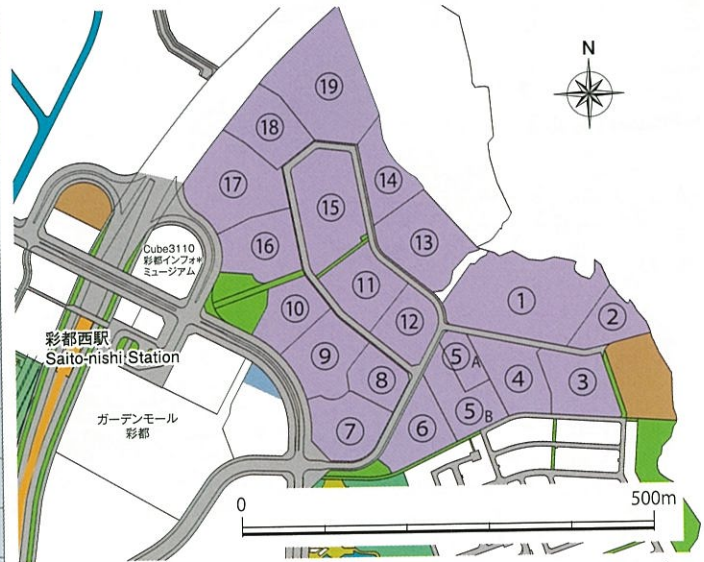 N
⑲
⑱
⑰
⑭
⑮
⑯
⑬
Cube3110
彩都インフォ*
ミュージアム
⑪
①
⑩
②
⑫
彩都西駅
Saito-nishi Station
⑨
⑤A
⑧
④
③
⑤B
ガーデンモール
彩都
⑦
⑥
0
500m